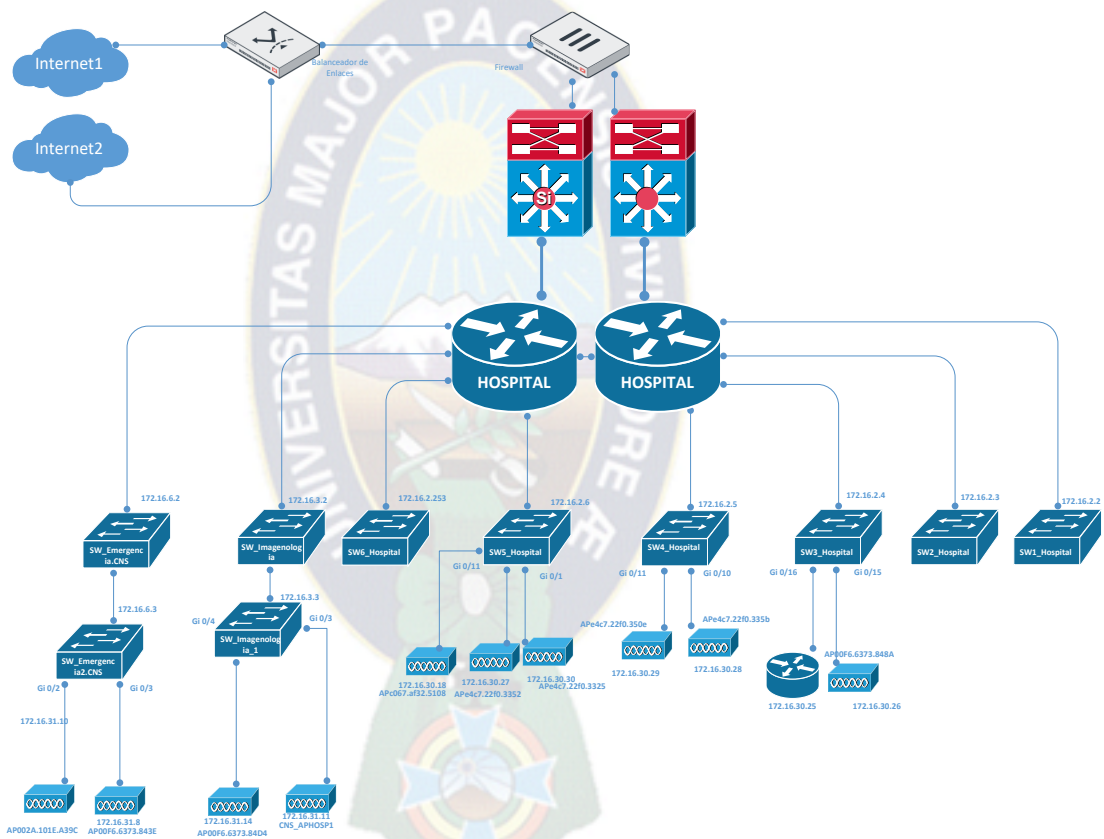 Internet1
Balanceador de
Enlaces
Firewall
Internet2
UNIVERSITAS MAJOR PACENSIS DIVI ANDREÆ
Si
HOSPITAL
HOSPITAL
172.16.6.2
172.16.3.2
172.16.2.253
172.16.2.6
172.16.2.5
172.16.2.4
172.16.2.3
172.16.2.2
SW_Emergenc
ia.CNS
SW_Imagenolog
ia
SW6_Hospital
SW5_Hospital
SW4_Hospital
SW3_Hospital
SW2_Hospital
SW1_Hospital
Gi 0/11
Gi 0/1
Gi 0/11
Gi 0/10
Gi 0/16
Gi 0/15
172.16.6.3
172.16.3.3
Gi 0/4
Gi 0/3
SW_Emergenc
ia2.CNS
SW_Imagenolog
ia_1
APe4c7.22f0.350e
APe4c7.22f0.335b
AP00F6.6373.848A
Gi 0/2
Gi 0/3
172.16.30.18
APc067.af32.5108
172.16.30.27
APe4c7.22f0.3352
172.16.30.30
APe4c7.22f0.3325
172.16.30.29
172.16.30.28
172.16.30.25
172.16.30.26
172.16.31.10
AP002A.101E.A39C
172.16.31.8
AP00F6.6373.843E
172.16.31.14
AP00F6.6373.84D4
172.16.31.11
CNS_APHOSP1